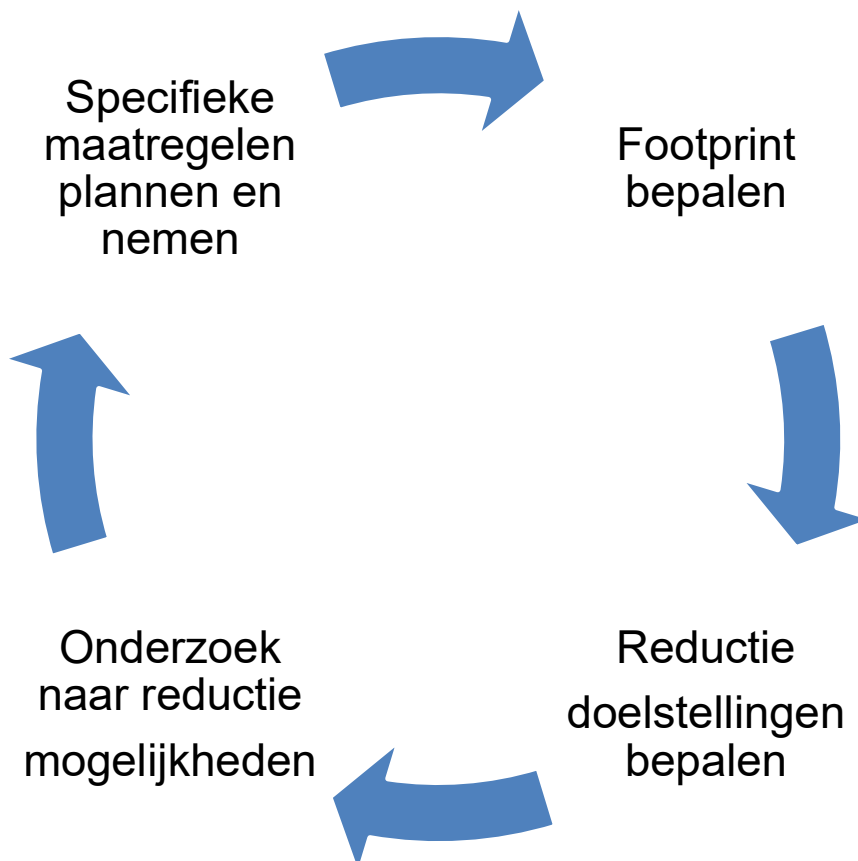 Specifieke
maatregelen
plannen en
nemen
Footprint
bepalen
Reductie
doelstellingen
bepalen
Onderzoek
naar reductie
mogelijkheden